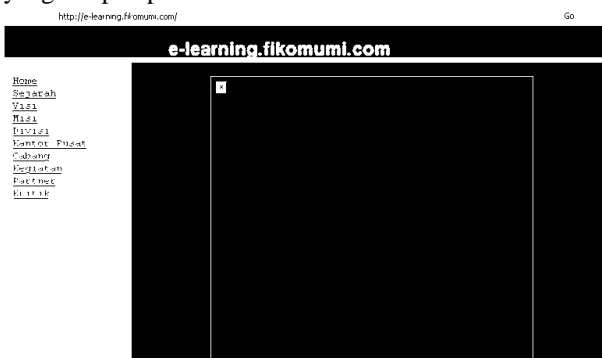 http://e-learning.fikomumi.com/ Go
e-learning.fikomumi.com
Home
Sejarah
Visi
Misi
Divisi
Kantor Pusat
Cabang
Kegiatan
Partner
Kritik